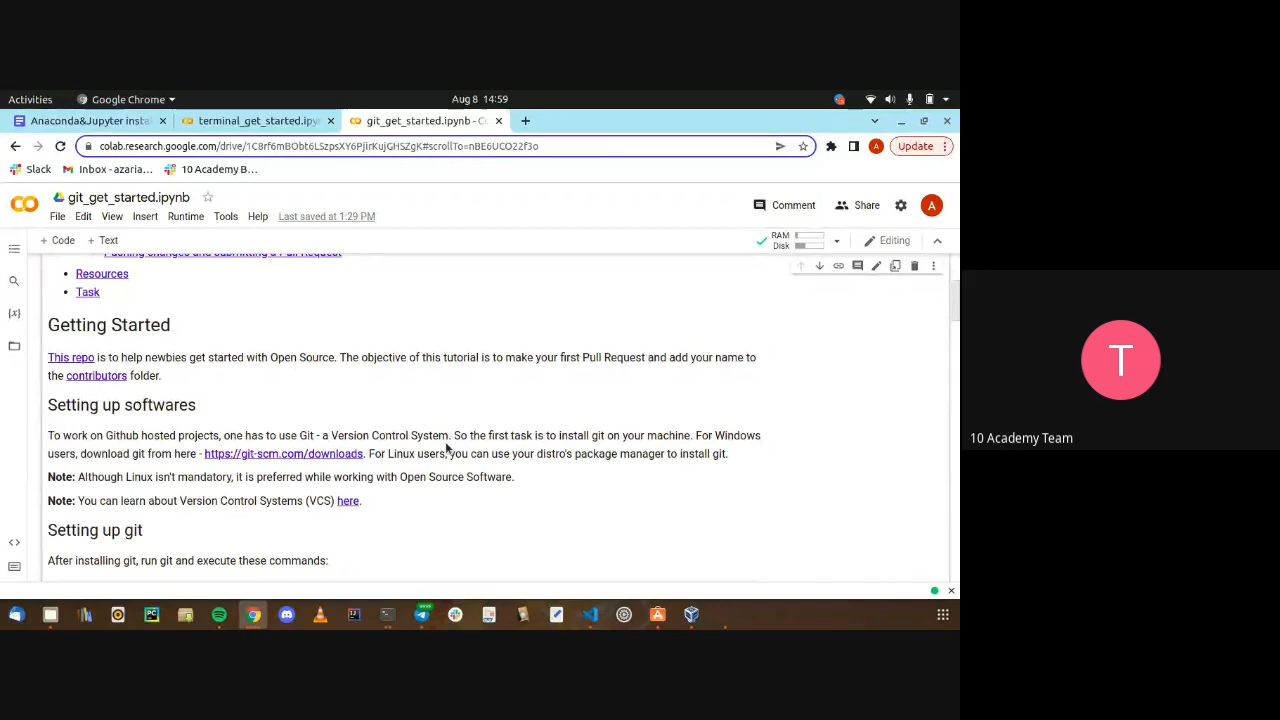 Activities Google Chrome Aug 8 14:59
Anaconda&Jupyter insta terminal_get_started.ipy git_get_started.ipynb - C
colab.research.google.com/drive/1C8rf6mBObt6LSzpsXY6PjirKujGHSZgK#scrollTo=nBE6UCO22f3o Update
Slack Inbox - azaria... 10 Academy B...
git_get_started.ipynb
File Edit View Insert Runtime Tools Help Last saved at 1:29 PM Comment Share A
+ Code + Text RAM Disk Editing
Pushing changes and submitting a Pull Request
Resources
Task
Getting Started
This repo is to help newbies get started with Open Source. The objective of this tutorial is to make your first Pull Request and add your name to
the contributors folder.
Setting up softwares
To work on Github hosted projects, one has to use Git - a Version Control System. So the first task is to install git on your machine. For Windows
users, download git from here - https://git-scm.com/downloads. For Linux users, you can use your distro's package manager to install git.
Note: Although Linux isn't mandatory, it is preferred while working with Open Source Software.
Note: You can learn about Version Control Systems (VCS) here.
Setting up git
After installing git, run git and execute these commands:
T
10 Academy Team